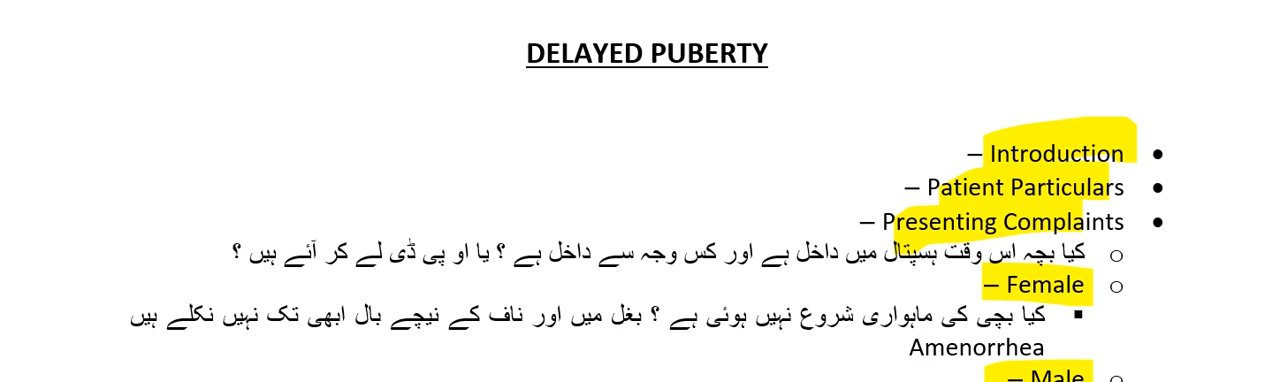 DELAYED PUBERTY
• Introduction –
• Patient Particulars –
• Presenting Complaints –
o کیا بچہ اس وقت ہسپتال میں داخل ہے اور کس وجہ سے داخل ہے ؟ یا او پی ڈی لے کر آئے ہیں ؟
o Female –
▪ کیا بچی کی ماہواری شروع نہیں ہوئی ہے ؟ بغل میں اور ناف کے نیچے بال ابھی تک نہیں نکلے ہیں
Amenorrhea
o Male –